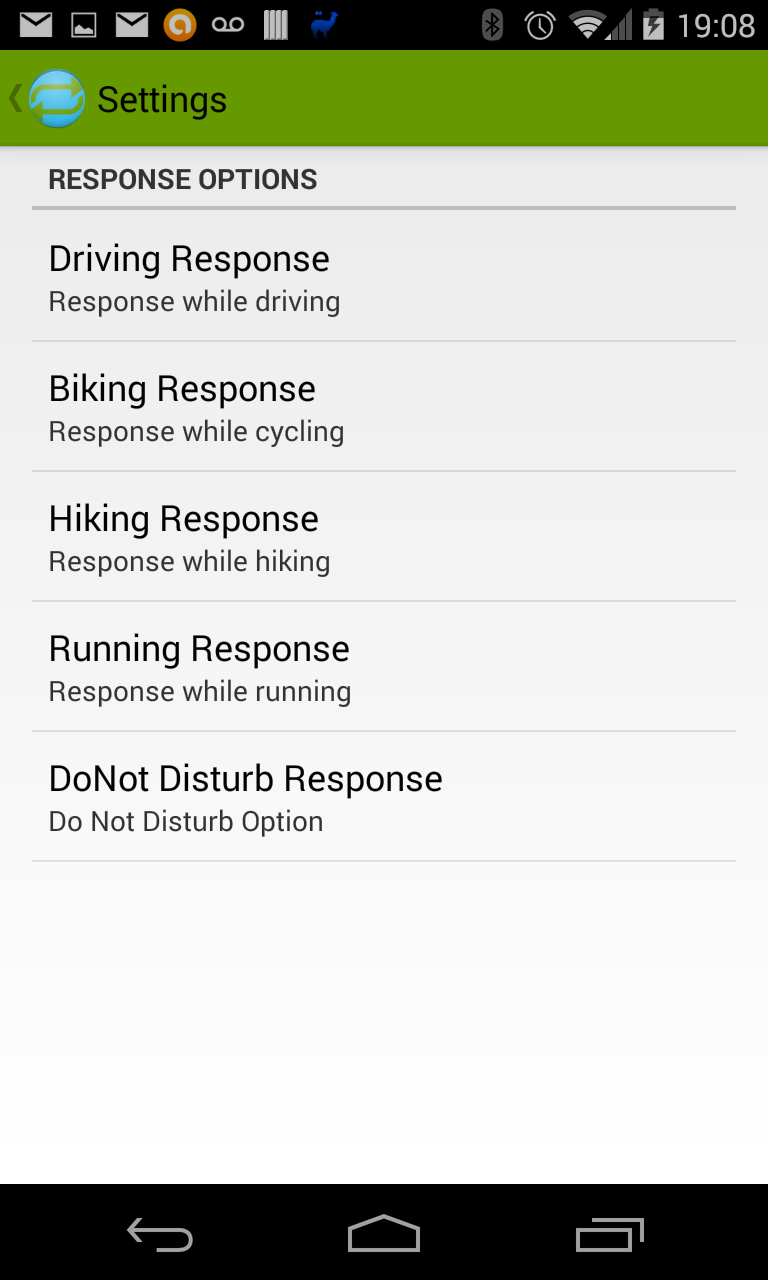 19:08
Settings
RESPONSE OPTIONS
Driving Response
Response while driving
Biking Response
Response while cycling
Hiking Response
Response while hiking
Running Response
Response while running
DoNot Disturb Response
Do Not Disturb Option